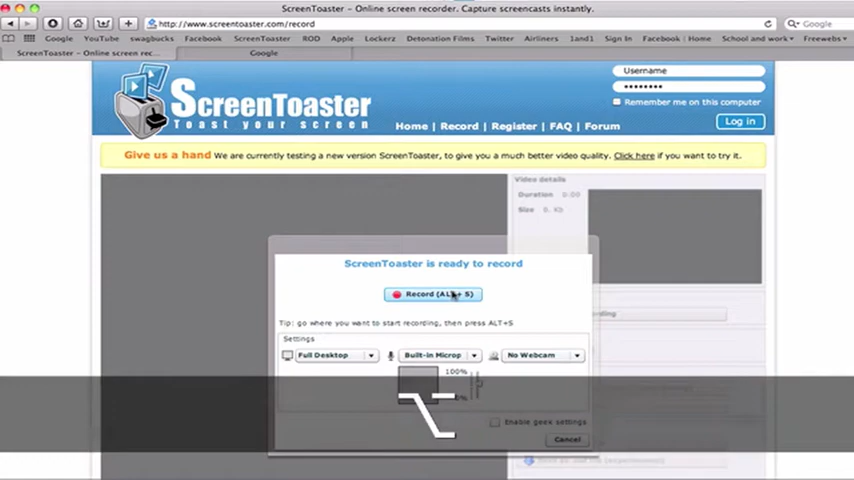 ScreenToaster - Online screen recorder. Capture screencasts instantly.
http://www.screentoaster.com/record
Google
Google YouTube swagbucks Facebook ScreenToaster ROD Apple Lockerz Detonation Films Twitter Airlines 1and1 Sign In Facebook | Home School and work Freewebs
ScreenToaster - Online screen rec... Google
ScreenToaster
Toast your screen
Username
••••••••
Remember me on this computer
Home | Record | Register | FAQ | Forum
Log in
Give us a hand We are currently testing a new version ScreenToaster, to give you a much better video quality. Click here if you want to try it.
Video details
Duration 0:00
Size 0. Kb
ScreenToaster is ready to record
Record (ALT+ S)
Tip: go where you want to start recording, then press ALT+S
Settings
Full Desktop Built-in Microp No Webcam
100%
Enable geek settings
Cancel